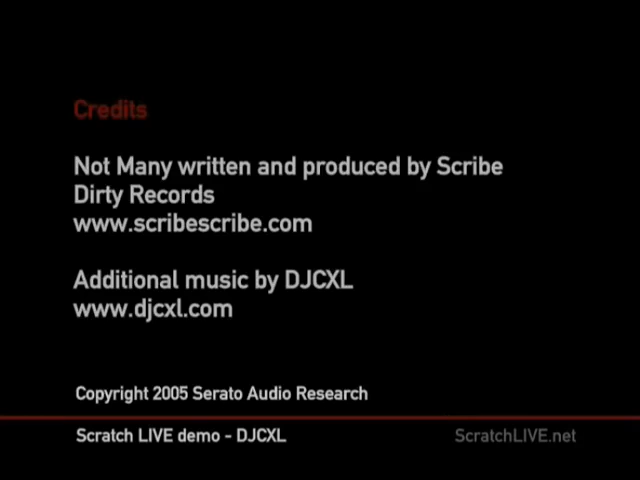 Credits
Not Many written and produced by Scribe
Dirty Records
www.scribescribe.com
Additional music by DJCXL
www.djcxl.com
Copyright 2005 Serato Audio Research
Scratch LIVE demo - DJCXL
ScratchLIVE.net